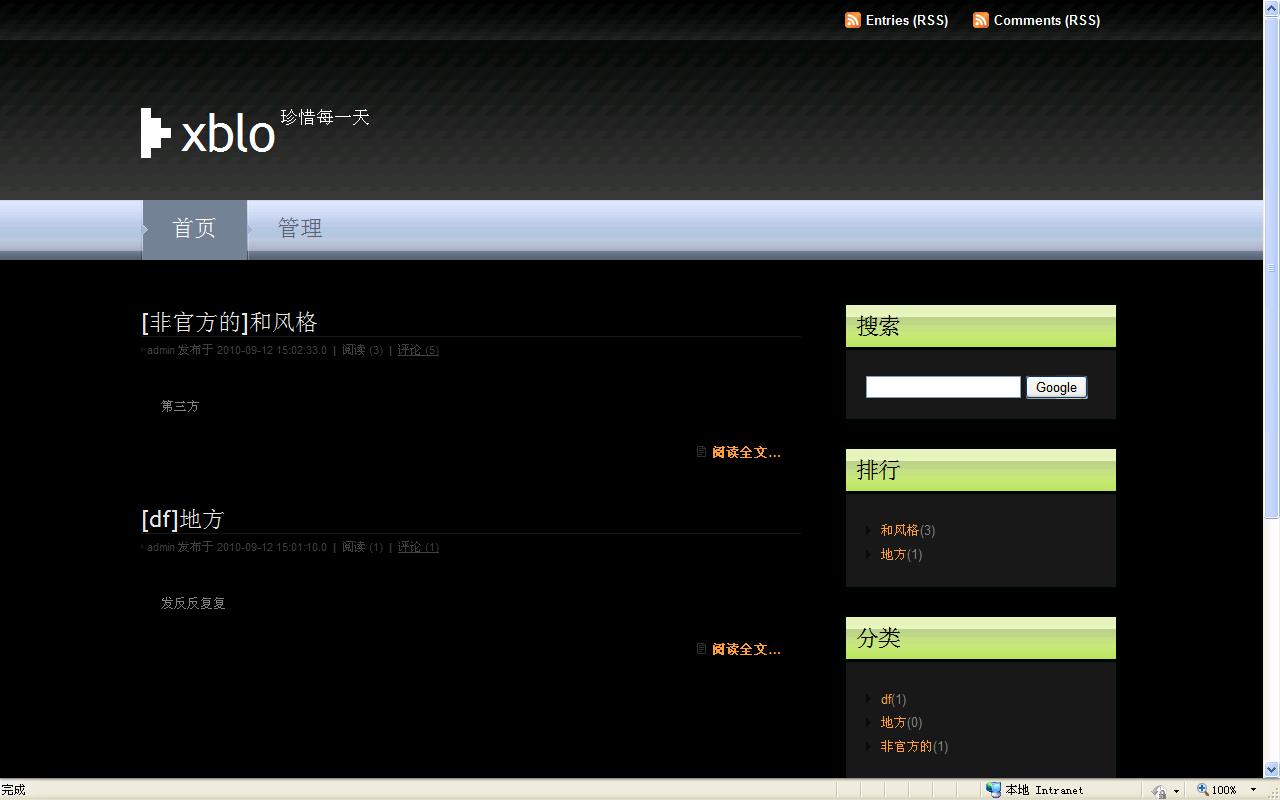 Entries (RSS) Comments (RSS)
xblo 珍惜每一天
首页 管理
[非官方的]和风格
admin 发布于 2010-09-12 15:02:33.0 | 阅读 (3) | 评论 (5)
第三方
阅读全文...
[df]地方
admin 发布于 2010-09-12 15:01:10.0 | 阅读 (1) | 评论 (1)
发反反复复
阅读全文...
搜索
Google
排行
和风格(3)
地方(1)
分类
df(1)
地方(0)
非官方的(1)
完成 本地 Intranet 100%